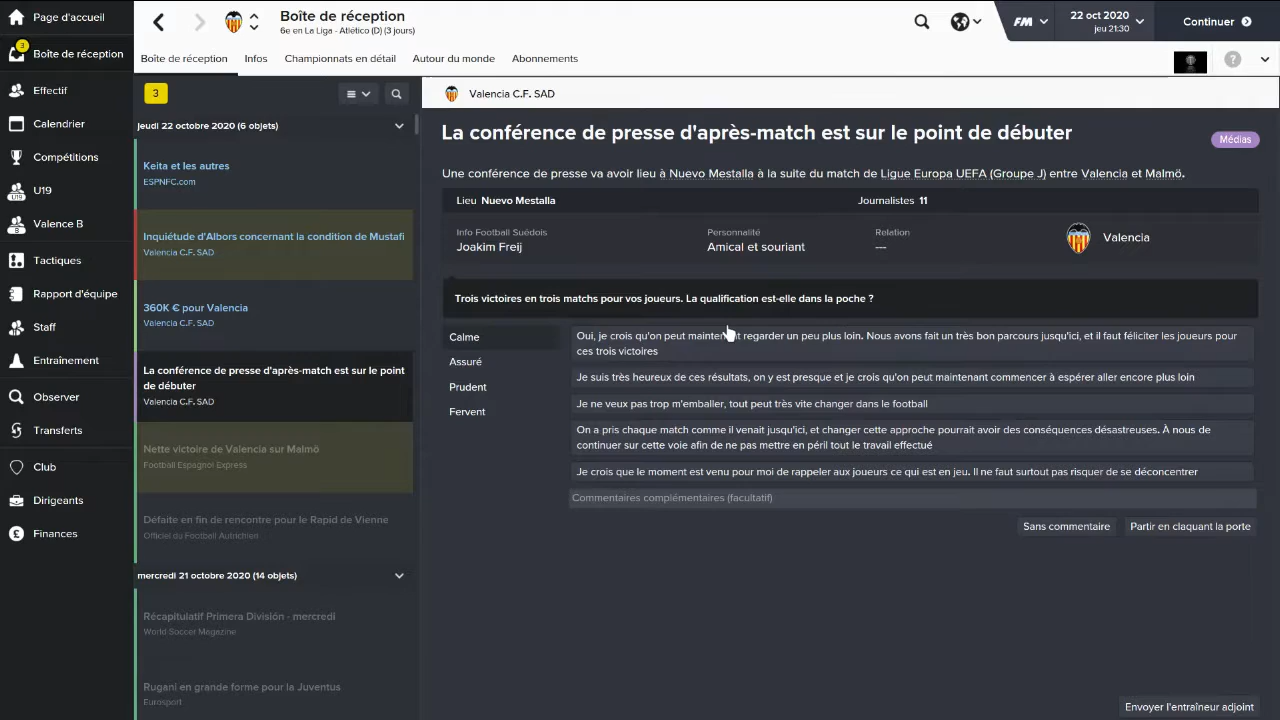 Page d'accueil
3
Boîte de réception
Effectif
Calendrier
Compétitions
U19
U19
B
Valence B
Tactiques
Rapport d'équipe
Staff
Entraînement
Observer
Transferts
Club
Dirigeants
Finances
Boîte de réception
6e en La Liga - Atlético (D) (3 jours)
FM
22 oct 2020
jeu 21:30
Continuer
Boîte de réception
Infos
Championnats en détail
Autour du monde
Abonnements
?
3
jeudi 22 octobre 2020 (6 objets)
Keita et les autres
ESPNFC.com
Inquiétude d'Albors concernant la condition de Mustafi
Valencia C.F. SAD
360K € pour Valencia
Valencia C.F. SAD
La conférence de presse d'après-match est sur le point
de débuter
Valencia C.F. SAD
Nette victoire de Valencia sur Malmö
Football Espagnol Express
Défaite en fin de rencontre pour le Rapid de Vienne
Officiel du Football Autrichien
mercredi 21 octobre 2020 (14 objets)
Récapitulatif Primera División - mercredi
World Soccer Magazine
Rugani en grande forme pour la Juventus
Eurosport
Valencia C.F. SAD
La conférence de presse d'après-match est sur le point de débuter
Médias
Une conférence de presse va avoir lieu à Nuevo Mestalla à la suite du match de Ligue Europa UEFA (Groupe J) entre Valencia et Malmö.
Lieu Nuevo Mestalla
Journalistes 11
Info Football Suédois
Joakim Freij
Personnalité
Amical et souriant
Relation
---
Valencia
Trois victoires en trois matchs pour vos joueurs. La qualification est-elle dans la poche ?
Calme
Assuré
Prudent
Fervent
Oui, je crois qu'on peut maintenant regarder un peu plus loin. Nous avons fait un très bon parcours jusqu'ici, et il faut féliciter les joueurs pour
ces trois victoires
Je suis très heureux de ces résultats, on y est presque et je crois qu'on peut maintenant commencer à espérer aller encore plus loin
Je ne veux pas trop m'emballer, tout peut très vite changer dans le football
On a pris chaque match comme il venait jusqu'ici, et changer cette approche pourrait avoir des conséquences désastreuses. À nous de
continuer sur cette voie afin de ne pas mettre en péril tout le travail effectué
Je crois que le moment est venu pour moi de rappeler aux joueurs ce qui est en jeu. Il ne faut surtout pas risquer de se déconcentrer
Commentaires complémentaires (facultatif)
Sans commentaire
Partir en claquant la porte
Envoyer l'entraîneur adjoint